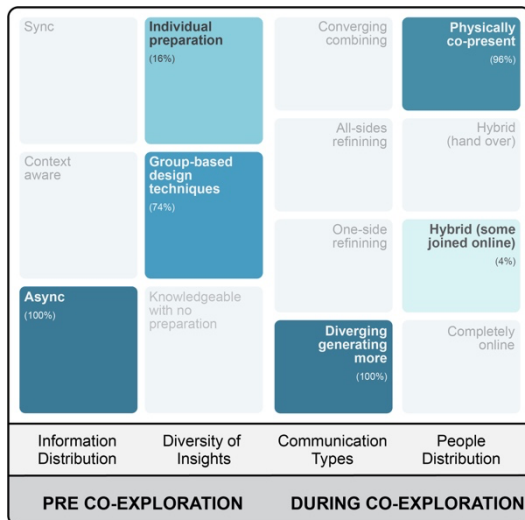 Sync
Individual
preparation
(16%)
Converging
combining
Physically
co-present
(96%)
Context
aware
Group-based
design
techniques
(74%)
All-sides
refining
Hybrid
(hand over)
One-side
refining
Hybrid (some
joined online)
(4%)
Async
(100%)
Knowledgeable
with no
preparation
Diverging
generating
more
(100%)
Completely
online
Information
Distribution
Diversity of
Insights
Communication
Types
People
Distribution
PRE CO-EXPLORATION
DURING CO-EXPLORATION